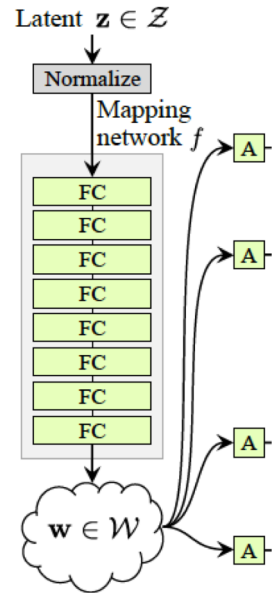 Latent z ∈ 𝒵
Normalize
Mapping
network f
FC
FC
FC
FC
FC
FC
FC
FC
w ∈ 𝒲
A
A
A
A